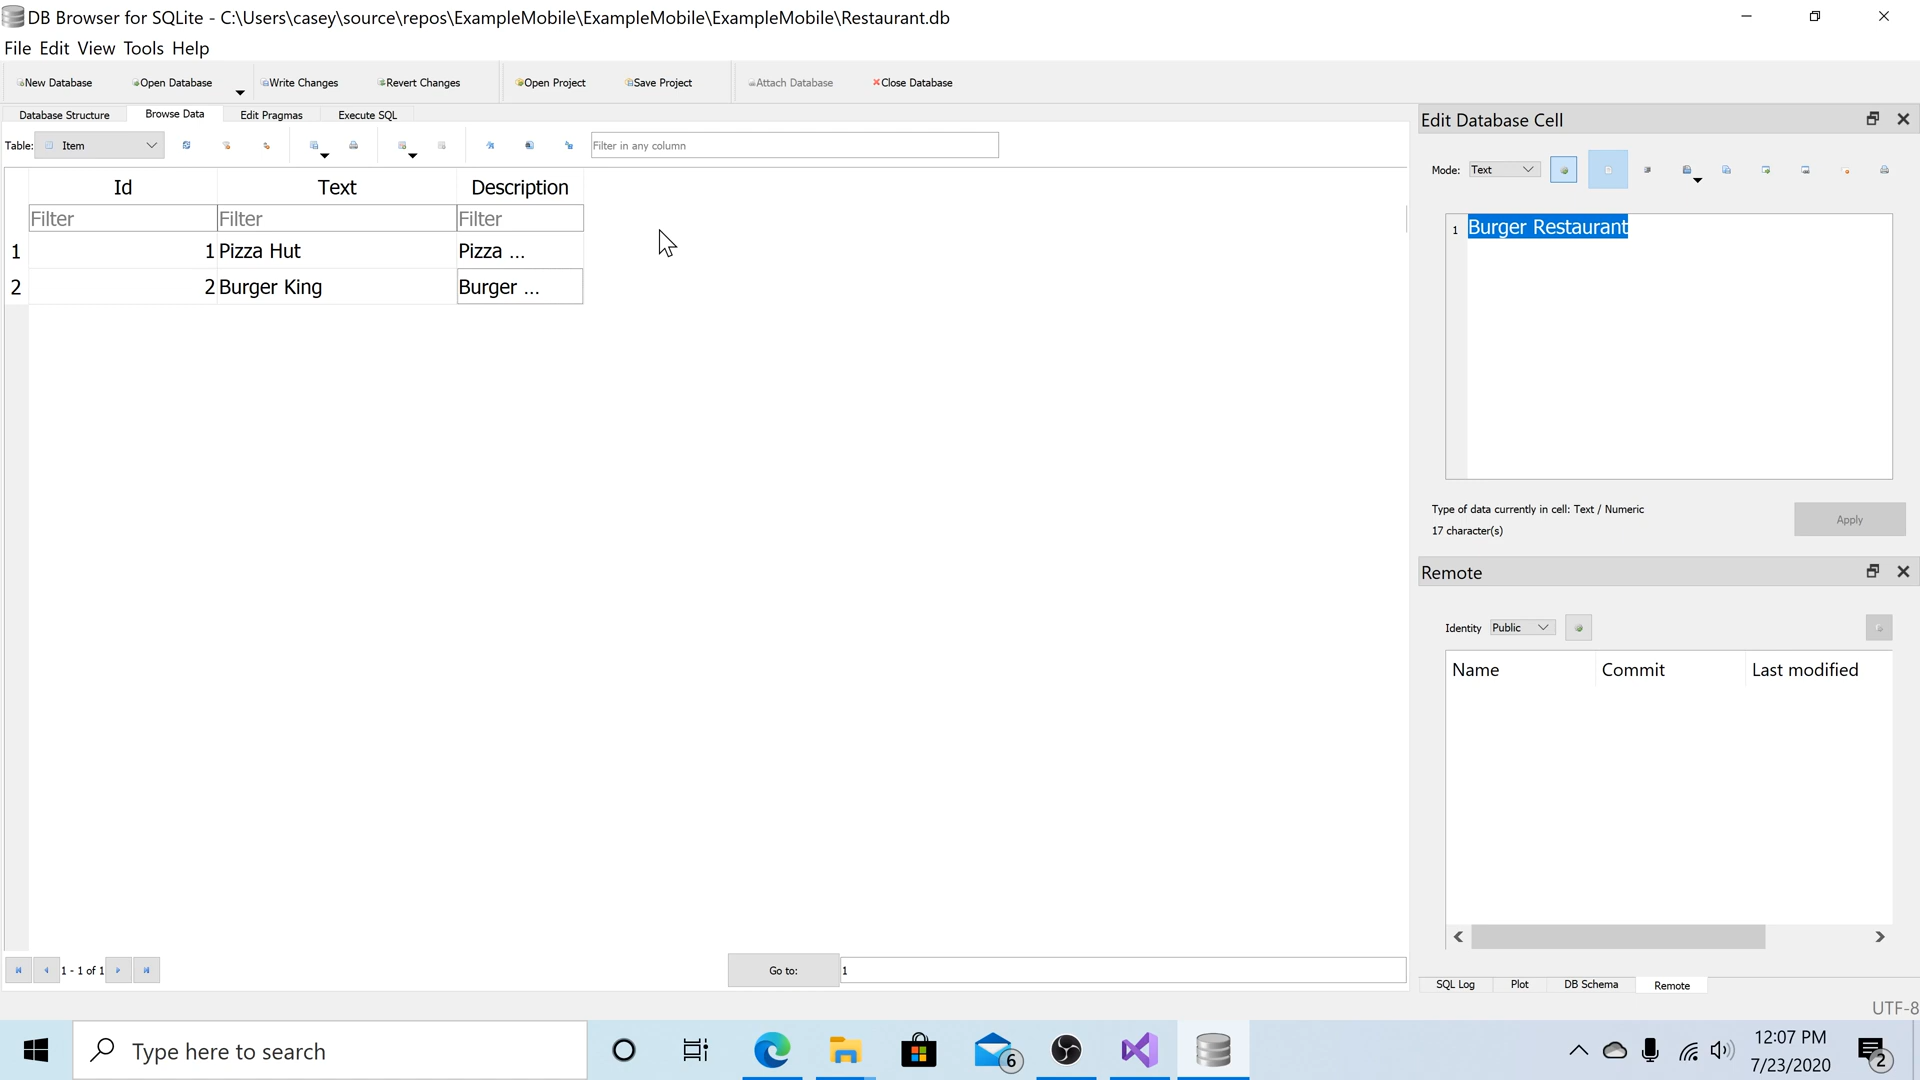 DB Browser for SQLite - C:\Users\casey\source\repos\ExampleMobile\ExampleMobile\ExampleMobile\Restaurant.db
File Edit View Tools Help
New Database Open Database Write Changes Revert Changes Open Project Save Project Attach Database Close Database
Database Structure Browse Data Edit Pragmas Execute SQL
Table: Item Filter in any column
Id Text Description
Filter Filter Filter
1 1 Pizza Hut Pizza ...
2 2 Burger King Burger ...
1 - 1 of 1 Go to: 1
Edit Database Cell
Mode: Text
1 Burger Restaurant
Type of data currently in cell: Text / Numeric
17 character(s)
Apply
Remote
Identity Public
Name Commit Last modified
SQL Log Plot DB Schema Remote
UTF-8
Type here to search
6
12:07 PM
7/23/2020
2